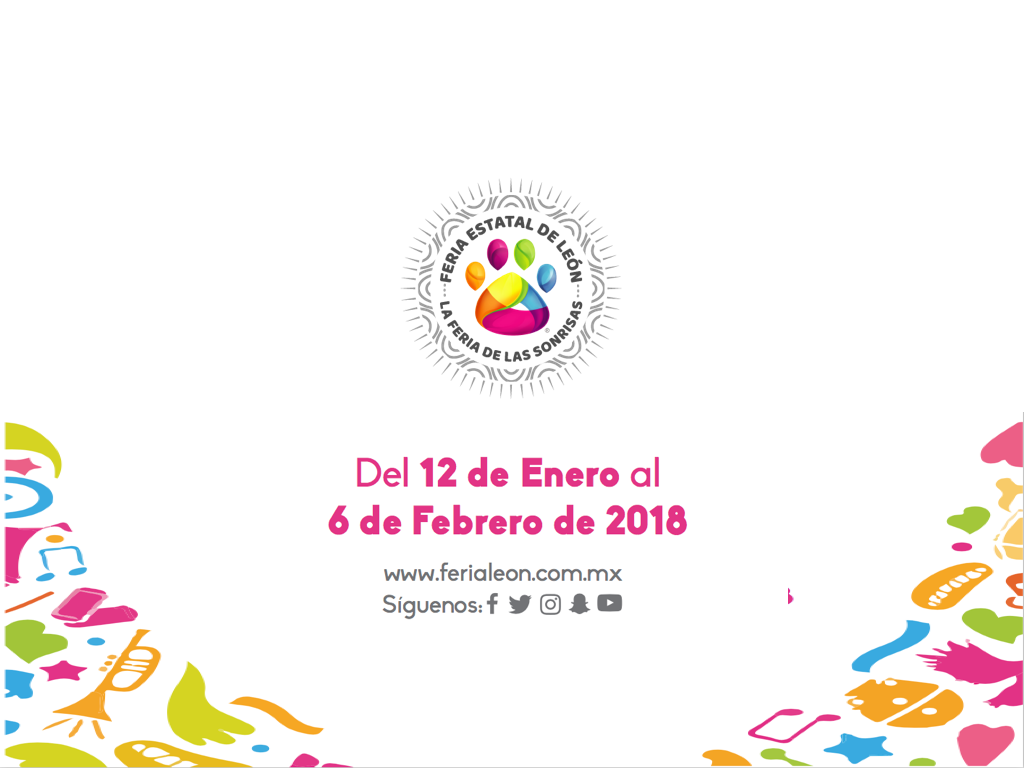 FERIA ESTATAL DE LEÓN
LA FERIA DE LAS SONRISAS
®
Del 12 de Enero al
6 de Febrero de 2018
www.ferialeon.com.mx
Síguenos: